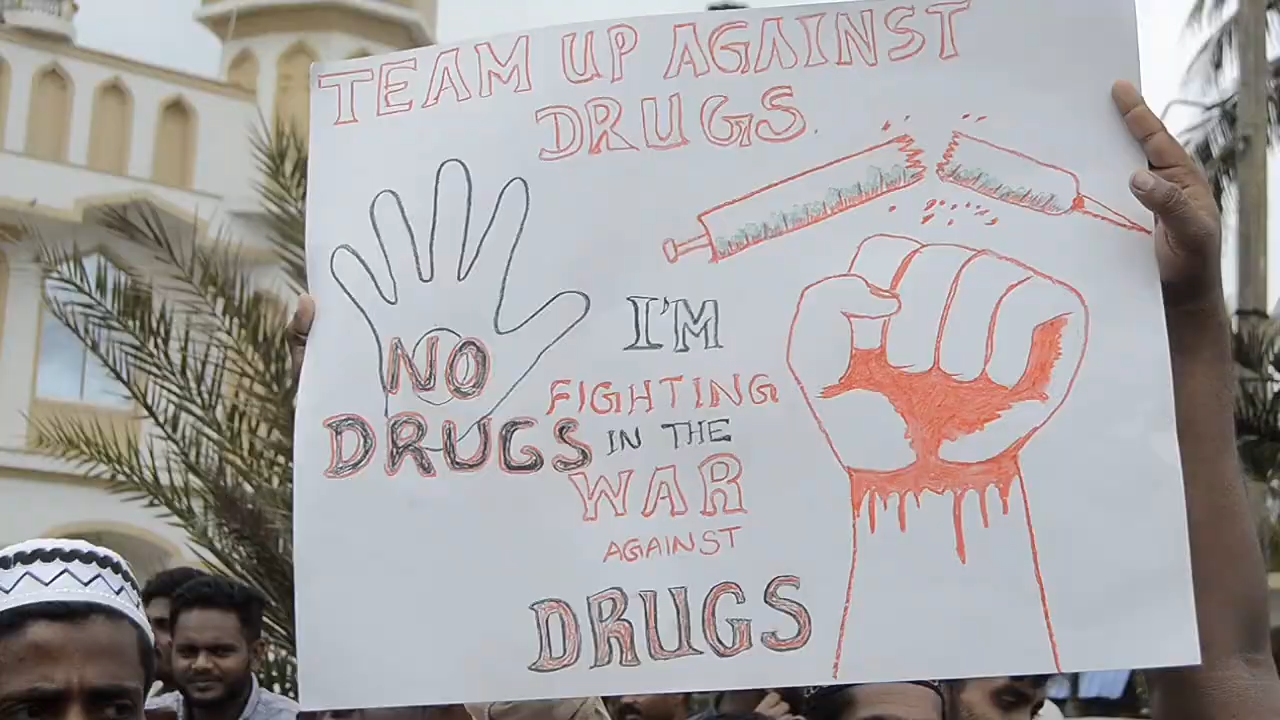 TEAM UP AGAINST
DRUGS.
NO
DRUGS
I'M
FIGHTING
IN THE
WAR
AGAINST
DRUGS